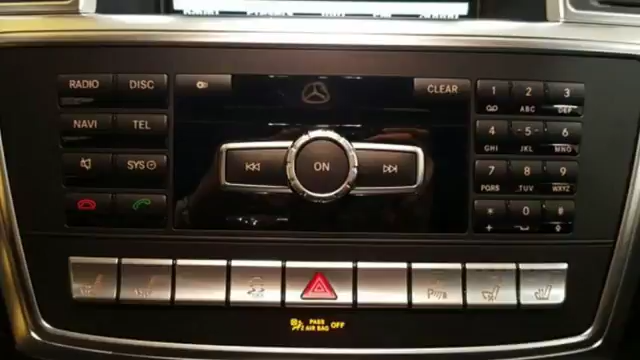 RADIO DISC CLEAR 1 2 3
ABC DEF
NAVI TEL 4 5 6
GHI JKL MNO
ON
SYS 7 8 9
PQRS TUV WXYZ
* 0 #
+
PASS
AIR BAG OFF